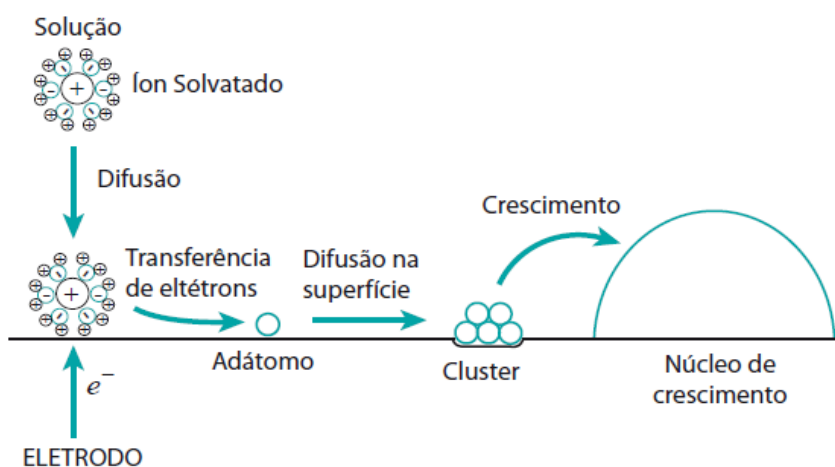 Solução
Íon Solvatado
Difusão
Transferência
de eltétrons
Adátomo
Difusão na
superfície
Cluster
Crescimento
Núcleo de
crescimento
e⁻
ELETRODO